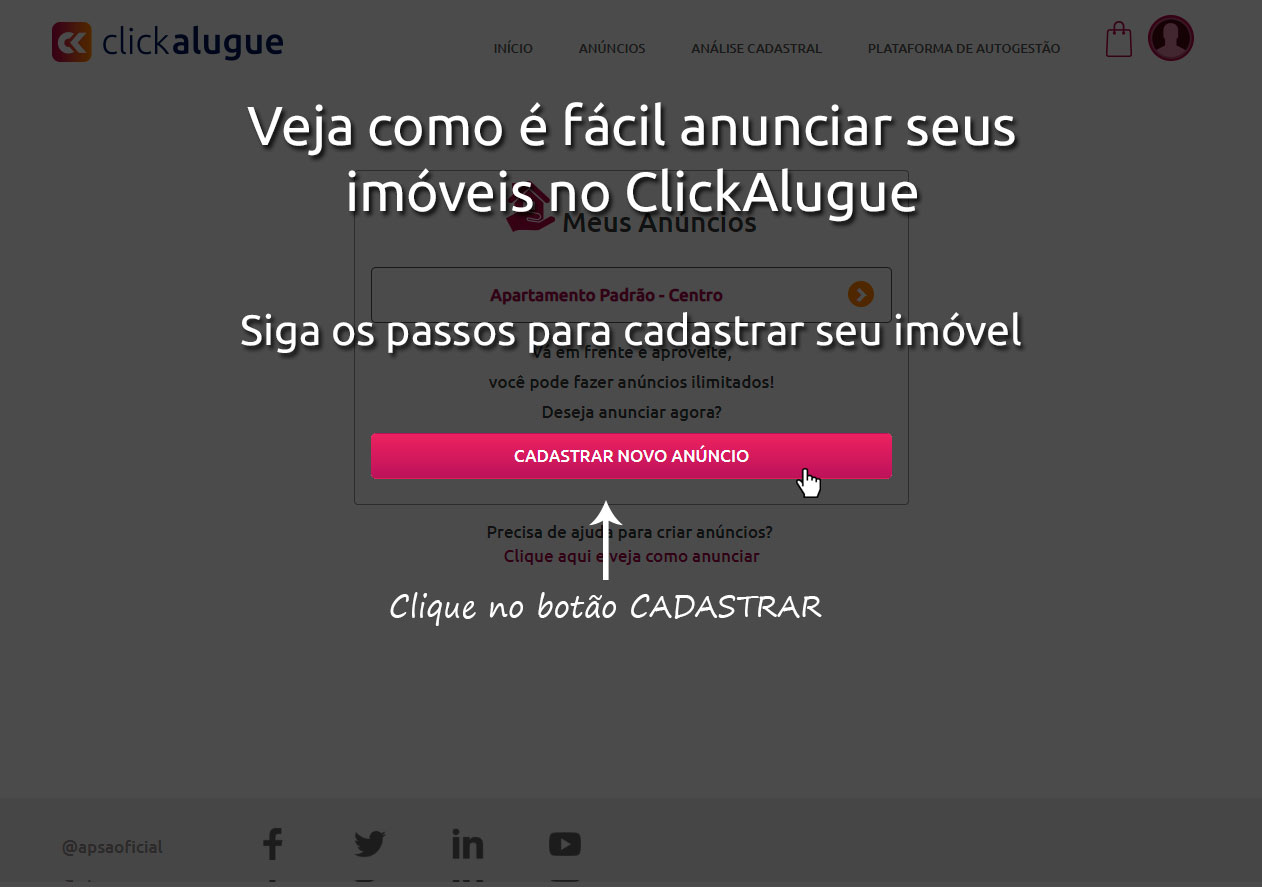 clickalugue
INÍCIO ANÚNCIOS ANÁLISE CADASTRAL PLATAFORMA DE AUTOGESTÃO
Veja como é fácil anunciar seus
imóveis no ClickAlugue
Meus Anúncios
Apartamento Padrão - Centro
Siga os passos para cadastrar seu imóvel
Vá em frente e aproveite,
você pode fazer anúncios ilimitados!
Deseja anunciar agora?
CADASTRAR NOVO ANÚNCIO
Precisa de ajuda para criar anúncios?
Clique aqui e veja como anunciar
Clique no botão CADASTRAR
@apsaoficial